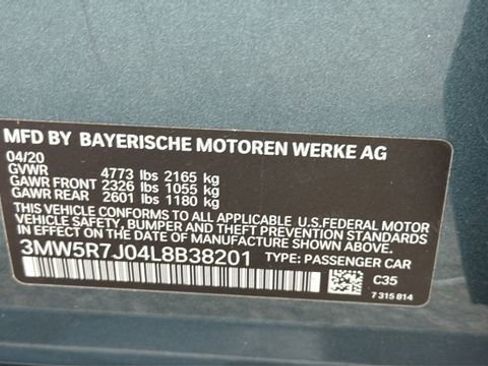 MFD BY BAYERISCHE MOTOREN WERKE AG
04/20
GVWR 4773 lbs 2165 kg
GAWR FRONT 2326 lbs 1055 kg
GAWR REAR 2601 lbs 1180 kg
THIS VEHICLE CONFORMS TO ALL APPLICABLE U.S.FEDERAL MOTOR
VEHICLE SAFETY, BUMPER AND THEFT PREVENTION STANDARDS
IN EFFECT ON THE DATE OF MANUFACTURE SHOWN ABOVE.
3MW5R7J04L8B38201 TYPE: PASSENGER CAR
C35
7 315 814